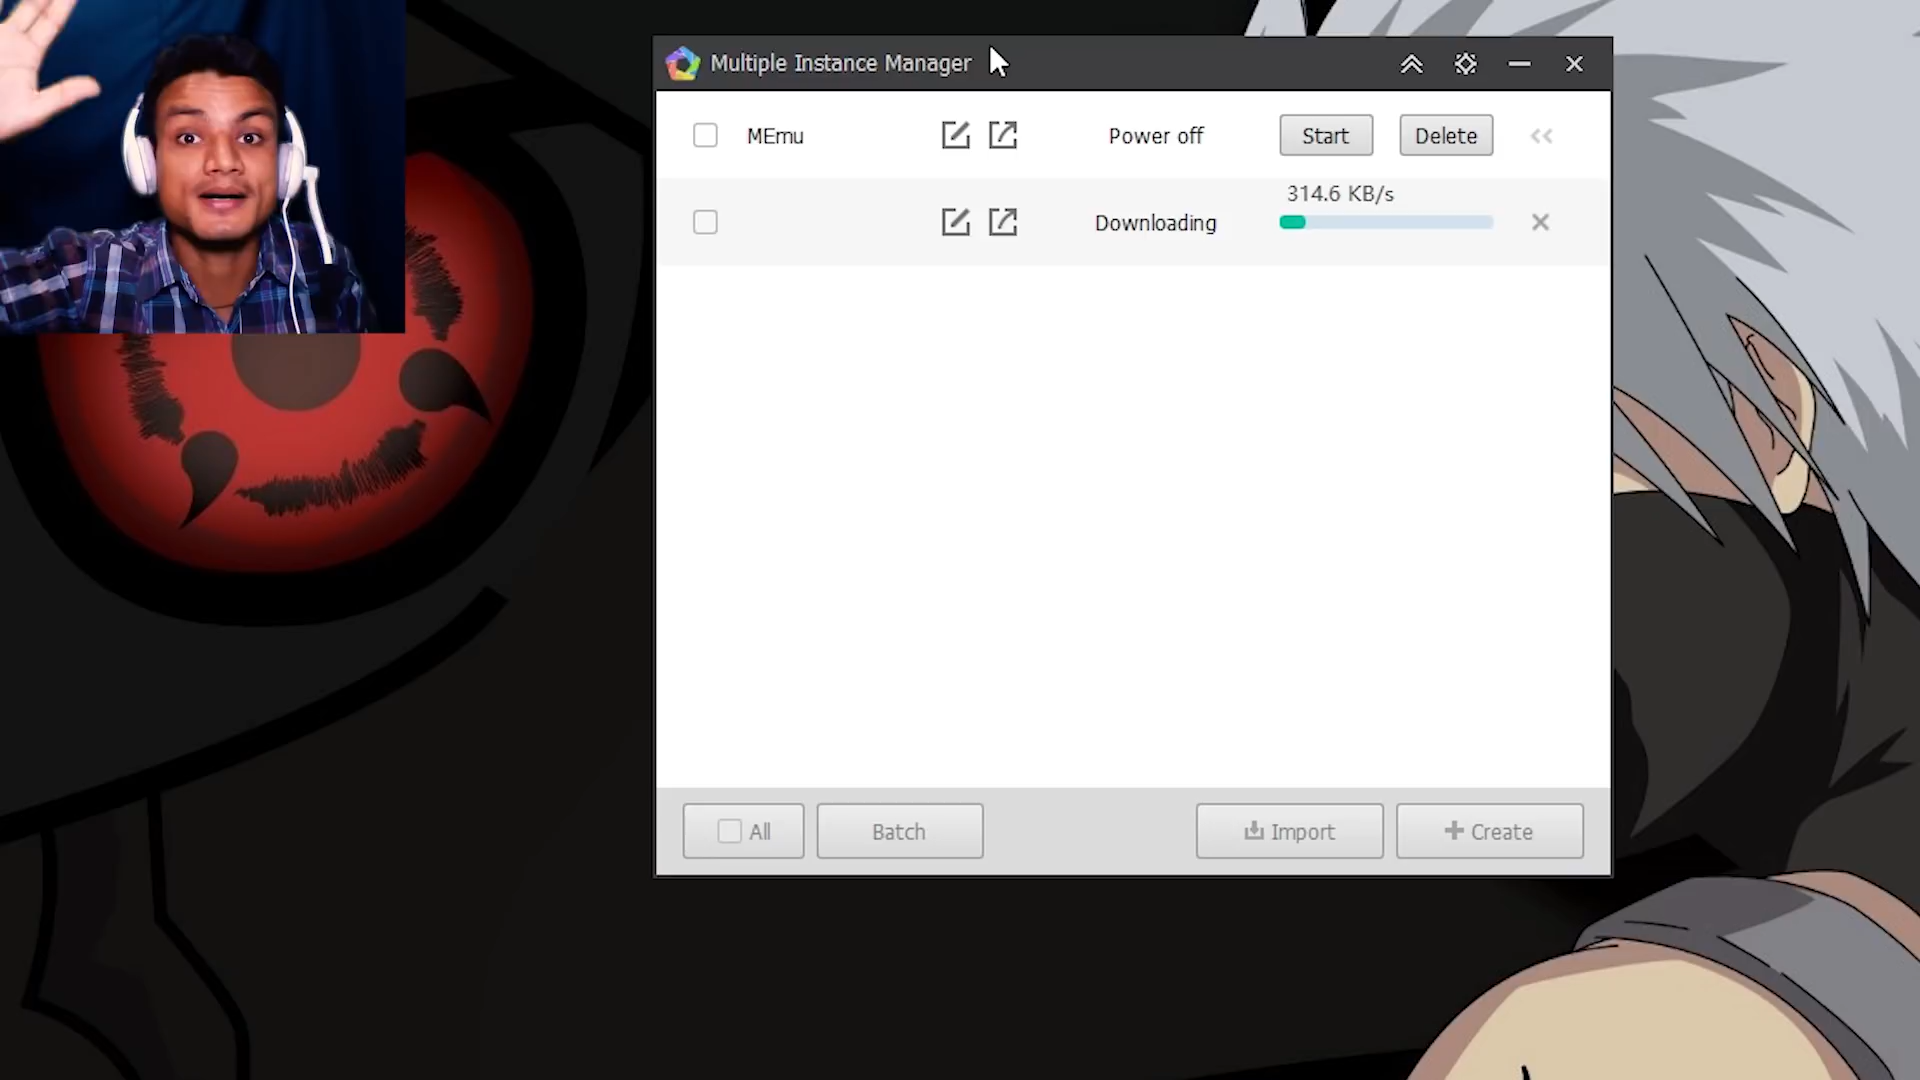 Multiple Instance Manager
MEmu Power off Start Delete
314.6 KB/s
Downloading
All Batch Import Create